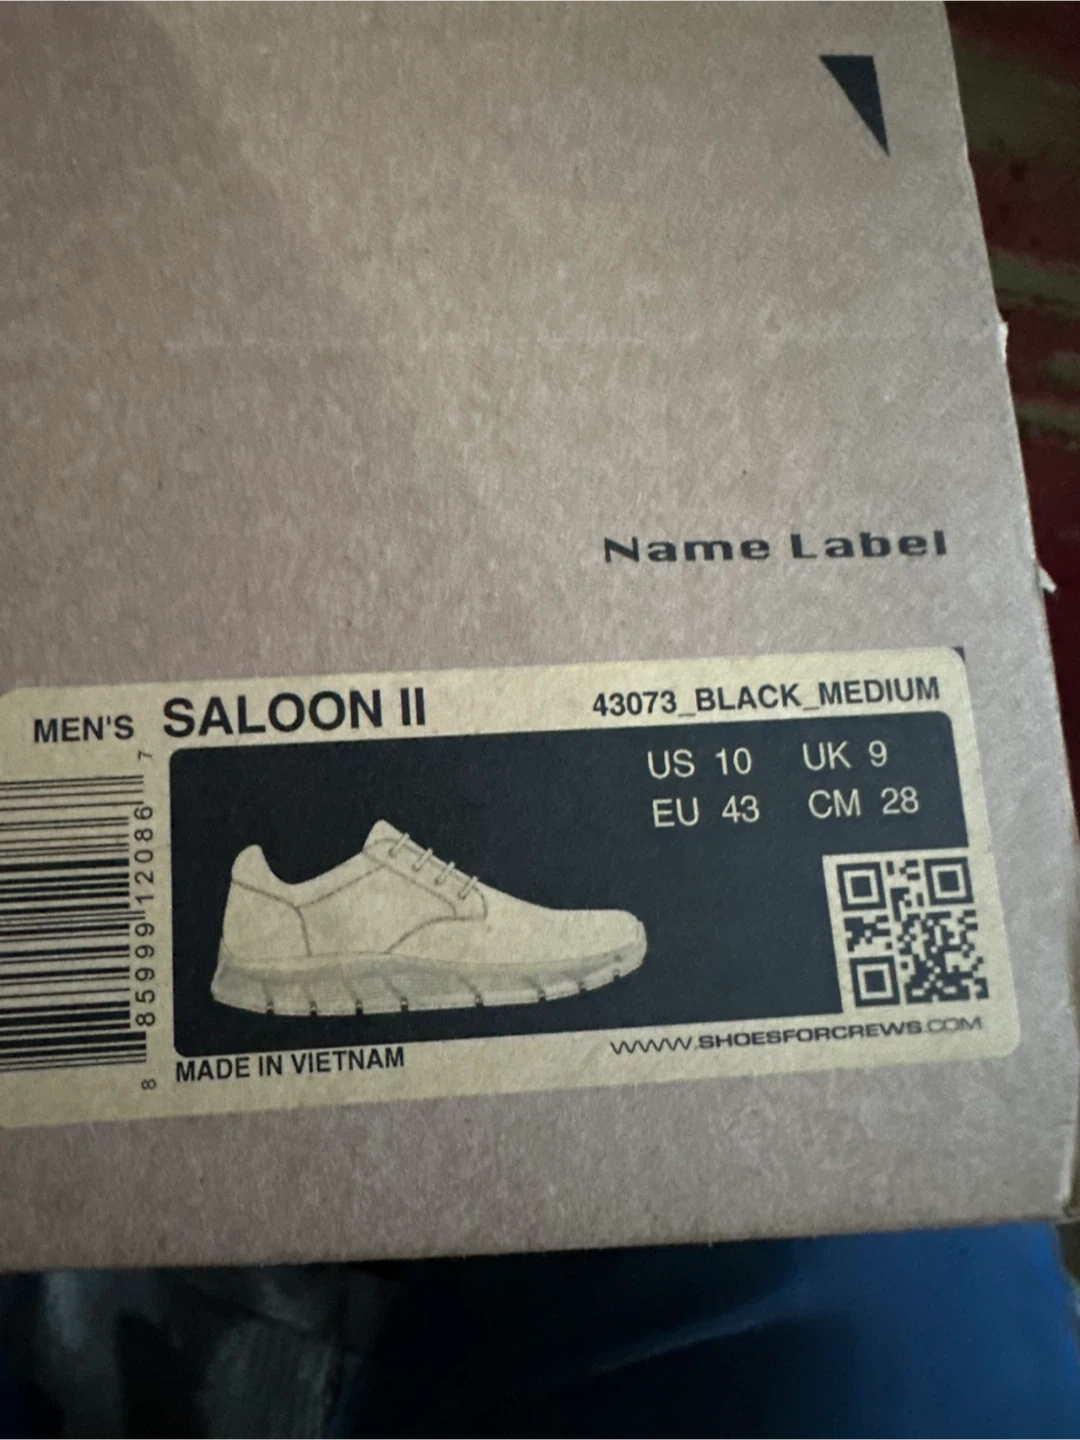 Name Label
MEN'S SALOON II 43073_BLACK_MEDIUM
US 10 UK 9
EU 43 CM 28
8 85999 12086 7
MADE IN VIETNAM WWW.SHOESFORCREWS.COM